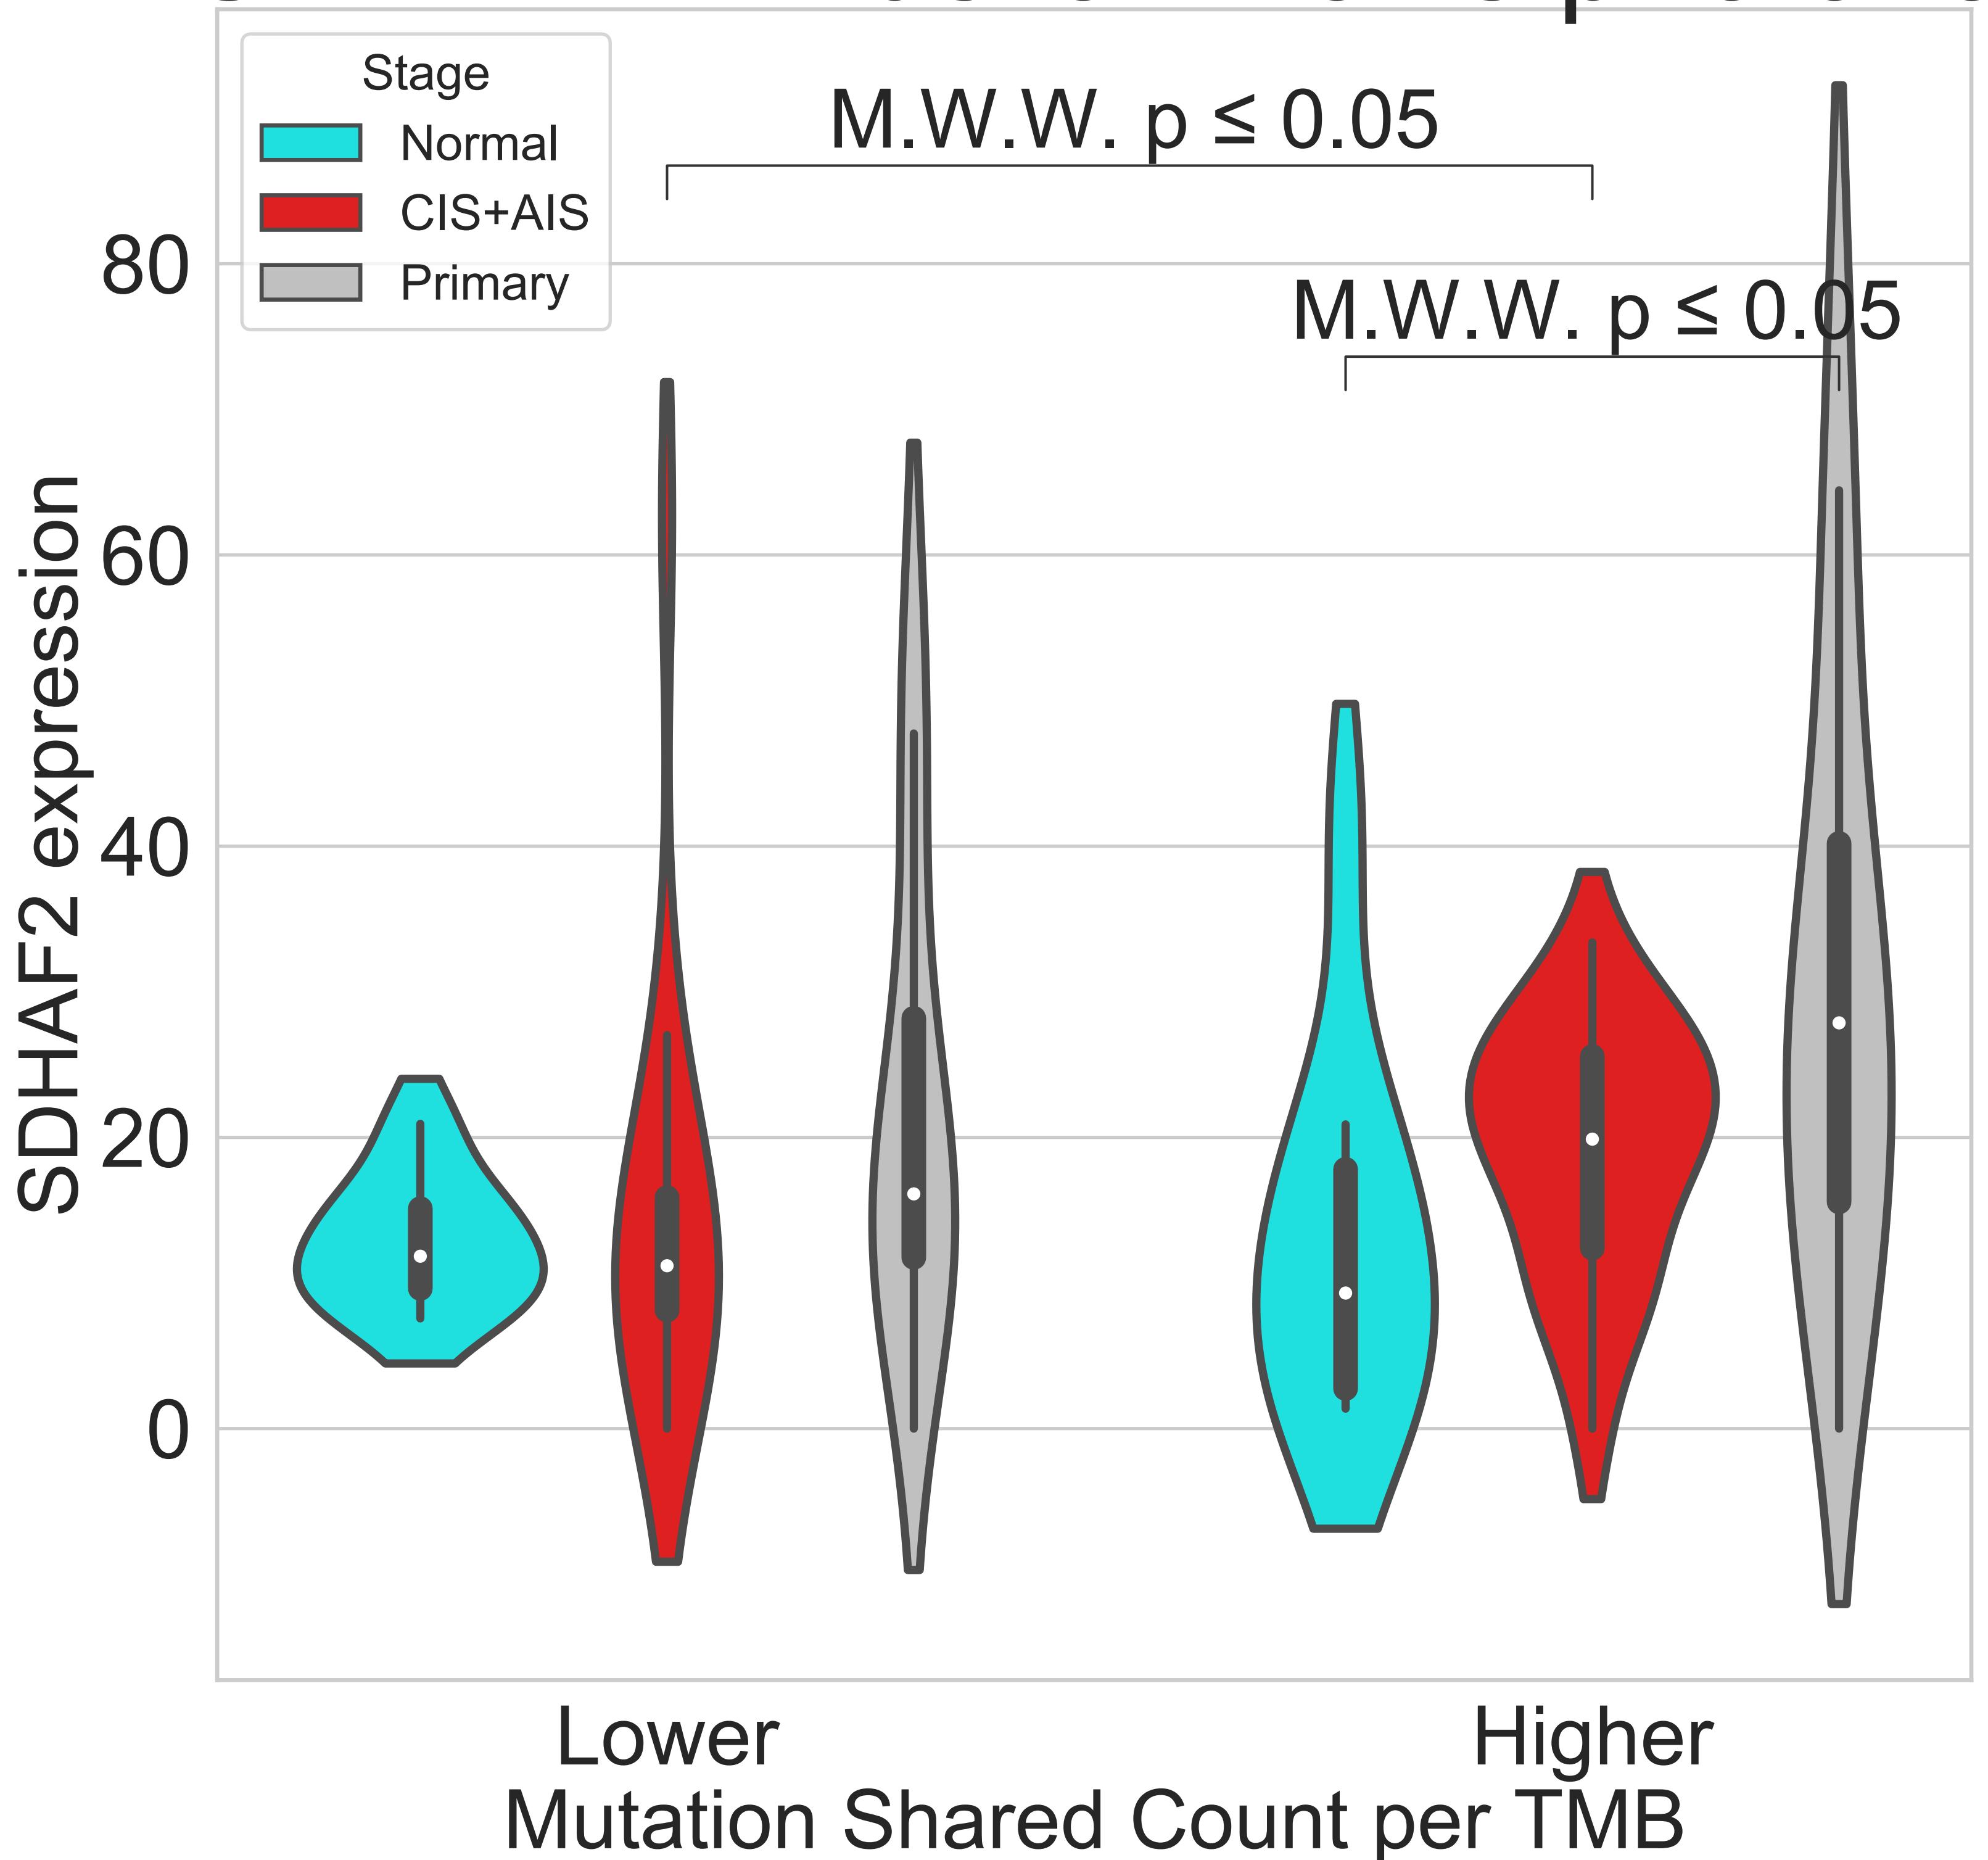 Stage
Normal
CIS+AIS
Primary
M.W.W. p ≤ 0.05
M.W.W. p ≤ 0.05
80
60
40
20
0
SDHAF2 expression
Lower
Higher
Mutation Shared Count per TMB